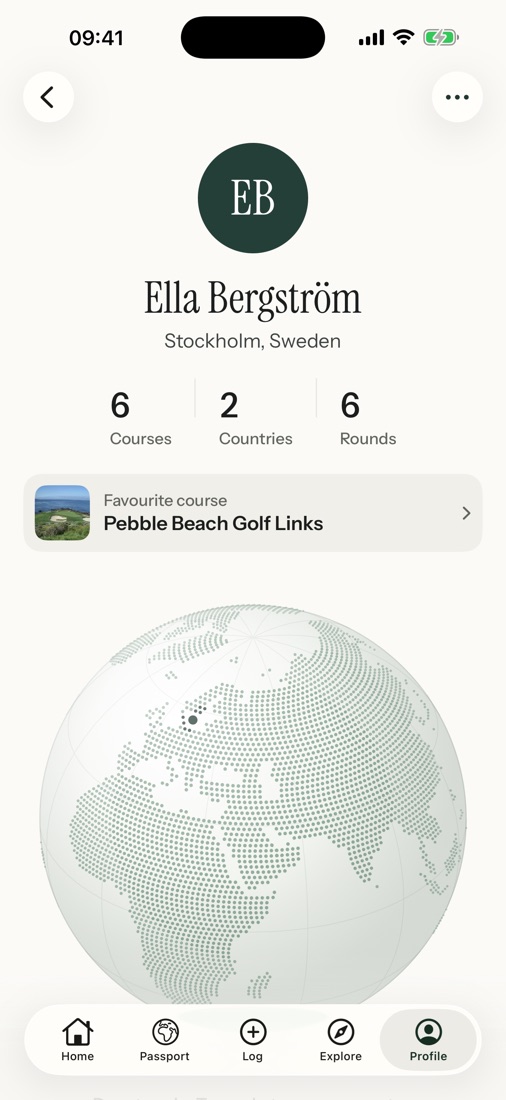 09:41
EB
Ella Bergström
Stockholm, Sweden
6 2 6
Courses Countries Rounds
Favourite course
Pebble Beach Golf Links
Home Passport Log Explore Profile